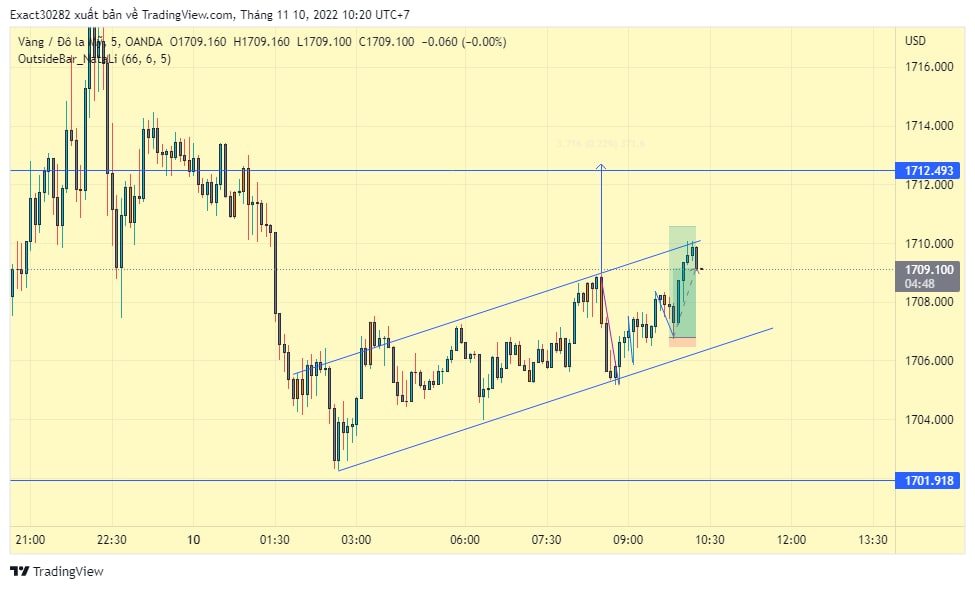 Exact30282 xuất bản về TradingView.com, Tháng 11 10, 2022 10:20 UTC+7
Vàng / Đô la 5, OANDA O1709.160 H1709.160 L1709.100 C1709.100 −0.060 (−0.00%)
OutsideBar_ (66, 6, 5)
USD
1716.000
1714.000
3.716 (0.22%) 371.6
1712.493
1712.000
1710.000
1709.100
04:48
1708.000
1706.000
1704.000
1701.918
21:00 22:30 10 01:30 03:00 06:00 07:30 09:00 10:30 12:00 13:30
TradingView